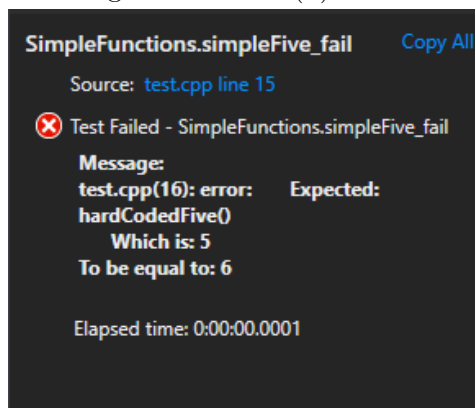 SimpleFunctions.simpleFive_fail Copy All
Source: test.cpp line 15
Test Failed - SimpleFunctions.simpleFive_fail
Message:
test.cpp(16): error: Expected:
hardCodedFive()
Which is: 5
To be equal to: 6
Elapsed time: 0:00:00.0001